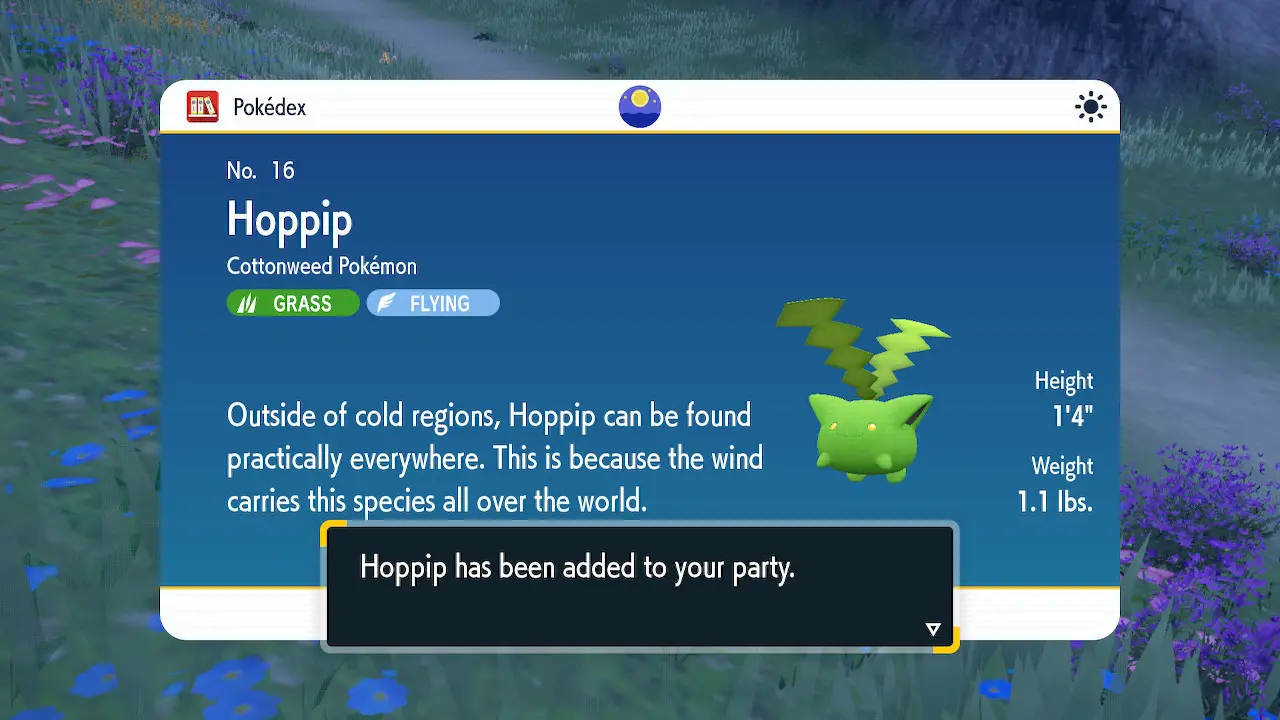 Pokédex
No. 16
Hoppip
Cottonweed Pokémon
GRASS FLYING
Outside of cold regions, Hoppip can be found
practically everywhere. This is because the wind
carries this species all over the world.
Height
1'4"
Weight
1.1 lbs.
Hoppip has been added to your party.